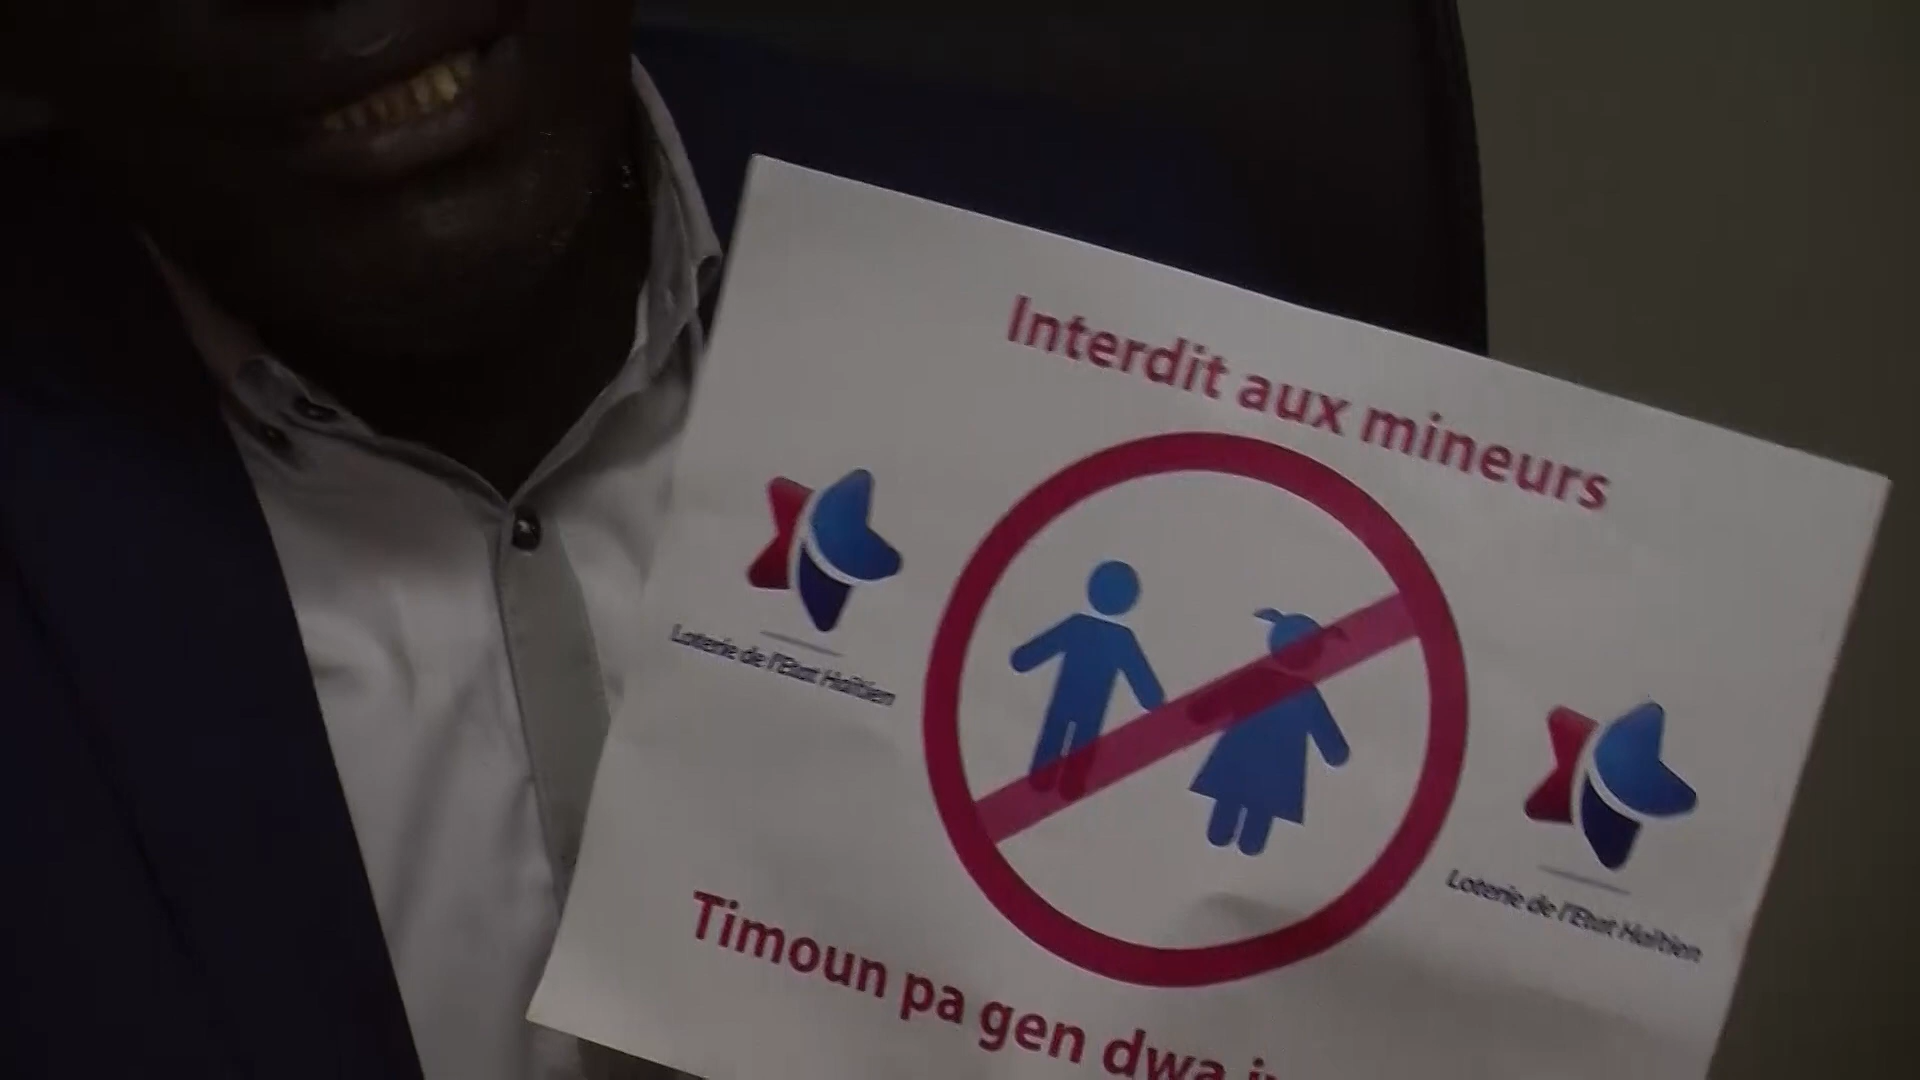 Interdit aux mineurs
Loterie de l'Etat Haïtien
Loterie de l'Etat Haïtien
Timoun pa gen dwa